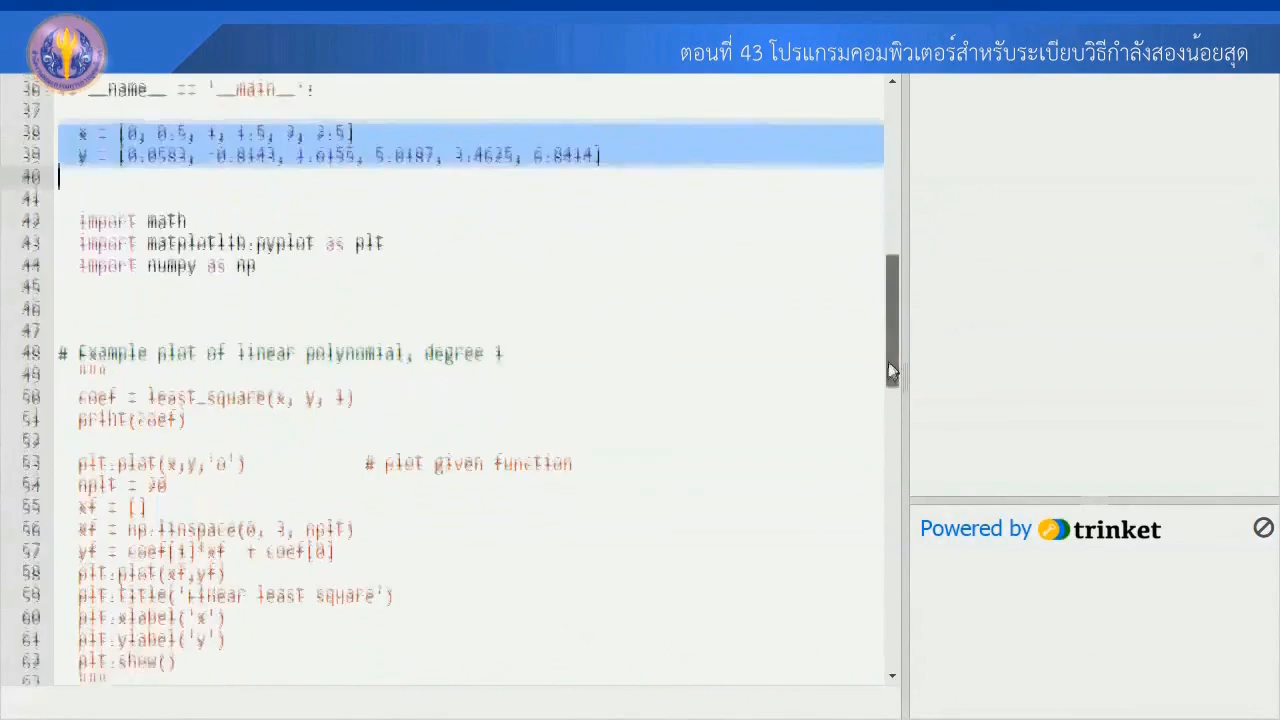 ตอนที่ 43 โปรแกรมคอมพิวเตอร์สำหรับระเบียบวิธีกำลังสองน้อยสุด
__name__ == '__main__':
37
38 x = [0, 0.5, 1, 1.5, 2, 2.5]
39 y = [0.0583, -0.8143, 1.6155, 5.0187, 3.4625, 6.8414]
40
41
42 import math
43 import matplotlib.pyplot as plt
44 import numpy as np
45
46
47
48 # Example plot of linear polynomial, degree 1
49 """
50 coef = least_square(x, y, 1)
51 print(coef)
52
53 plt.plot(x,y,'o') # plot given function
54 nplt = 20
55 xf = []
56 xf = np.linspace(0, 3, nplt)
57 yf = coef[1]*xf + coef[0]
58 plt.plot(xf,yf)
59 plt.title('Linear least square')
60 plt.xlabel('x')
61 plt.ylabel('y')
62 plt.show()
63 """
Powered by trinket